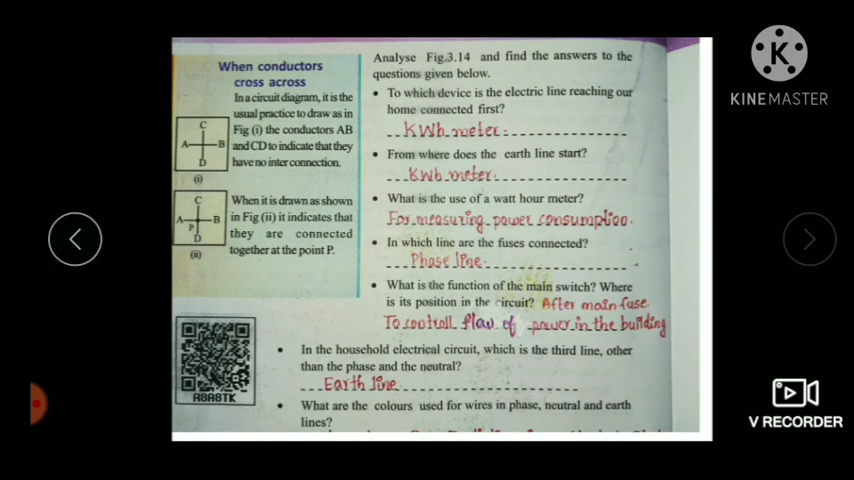 When conductors
cross across
In a circuit diagram, it is the
usual practice to draw as in
Fig (i) the conductors AB
and CD to indicate that they
have no inter connection.
C
A B
D
(i)
When it is drawn as shown
in Fig (ii) it indicates that
they are connected
together at the point P.
C
A B
P
D
(ii)
A8A8TK
Analyse Fig.3.14 and find the answers to the
questions given below.
• To which device is the electric line reaching our
home connected first?
KWh meter.
• From where does the earth line start?
KWh meter.
• What is the use of a watt hour meter?
For measuring power consumption.
• In which line are the fuses connected?
Phase line.
• What is the function of the main switch? Where
is its position in the circuit? After main fuse
To controll flow of power in the building
• In the household electrical circuit, which is the third line, other
than the phase and the neutral?
Earth line
• What are the colours used for wires in phase, neutral and earth
lines?
K
KINEMASTER
V RECORDER